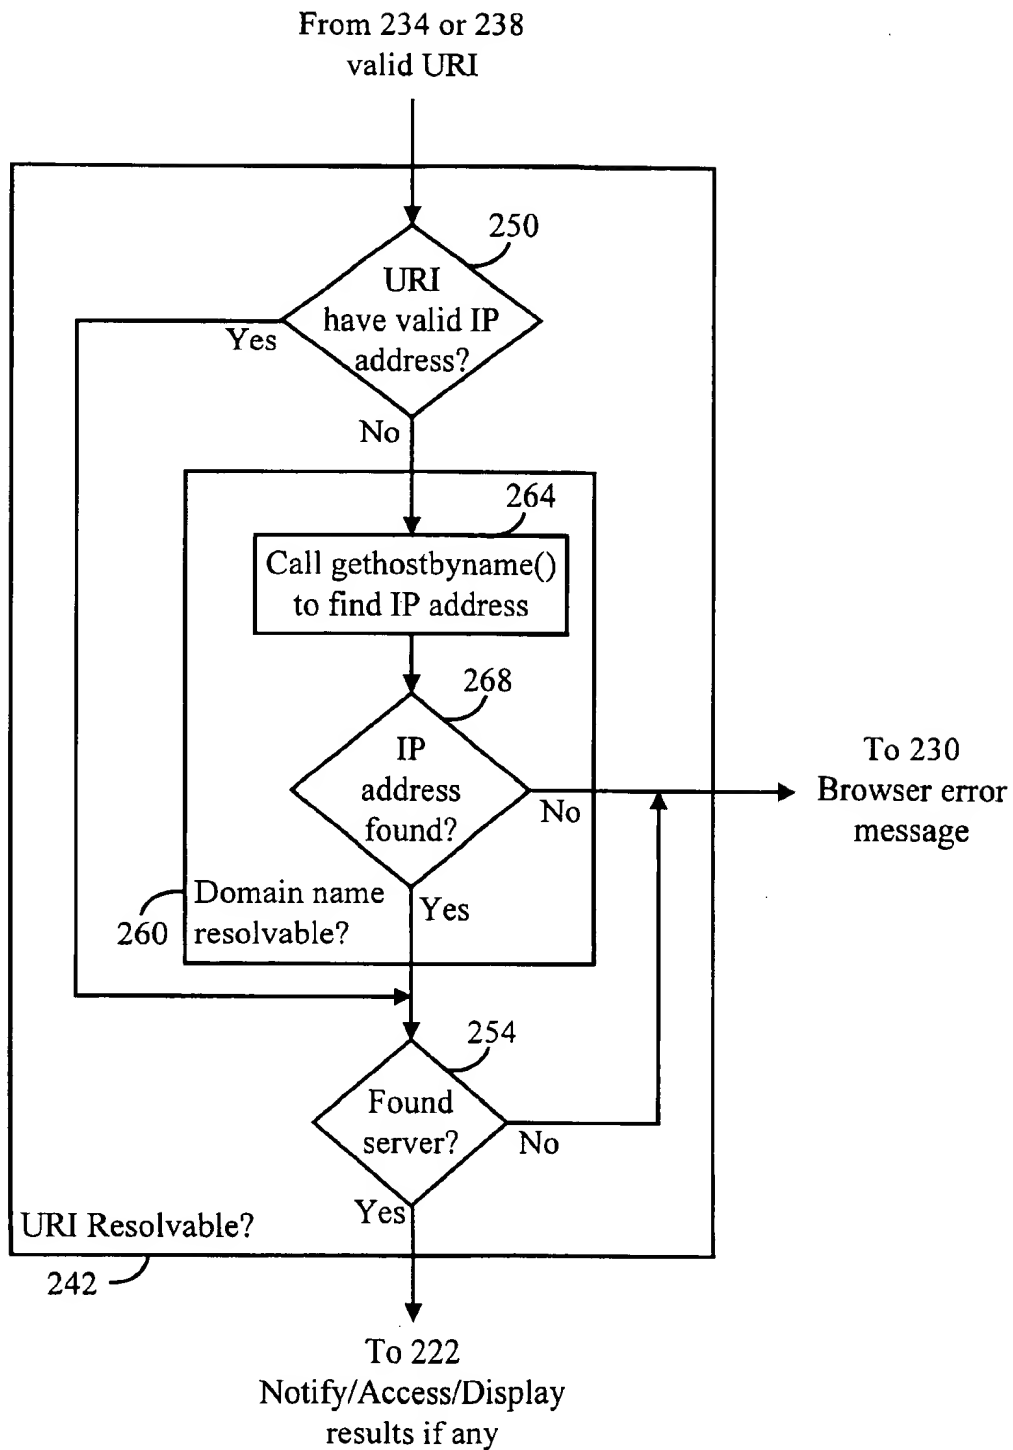 From 234 or 238
valid URI
250
URI
have valid IP
address?
Yes
No
264
Call gethostbyname()
to find IP address
268
IP
address
found?
No
To 230
Browser error
message
Yes
Domain name
resolvable?
260
254
Found
server?
No
Yes
URI Resolvable?
242
To 222
Notify/Access/Display
results if any